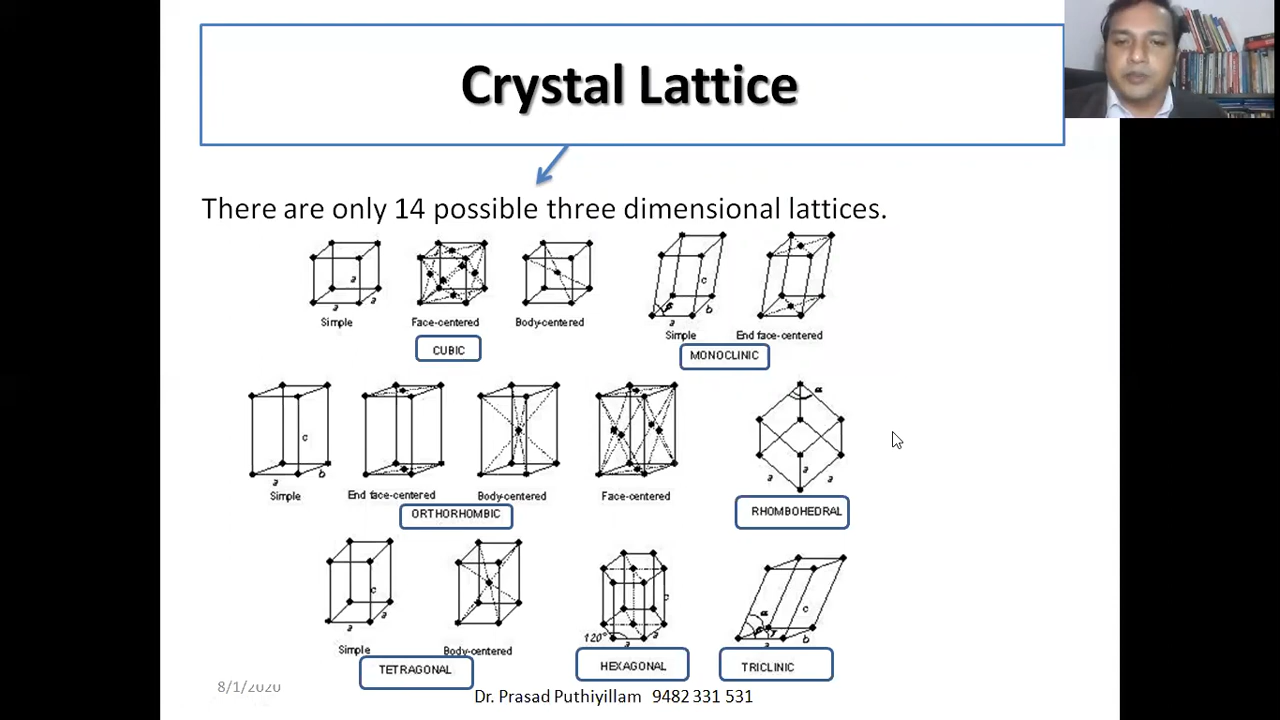 Crystal Lattice
There are only 14 possible three dimensional lattices.
a
a
a
c
β
a
b
Simple
Face-centered
Body-centered
Simple
End face-centered
CUBIC
MONOCLINIC
c
a
b
α
a
a
a
Simple
End face-centered
Body-centered
Face-centered
ORTHORHOMBIC
RHOMBOHEDRAL
c
a
a
c
120°
a
a
α
β
γ
c
a
b
Simple
Body-centered
TETRAGONAL
HEXAGONAL
TRICLINIC
8/1/2020
Dr. Prasad Puthiyillam 9482 331 531